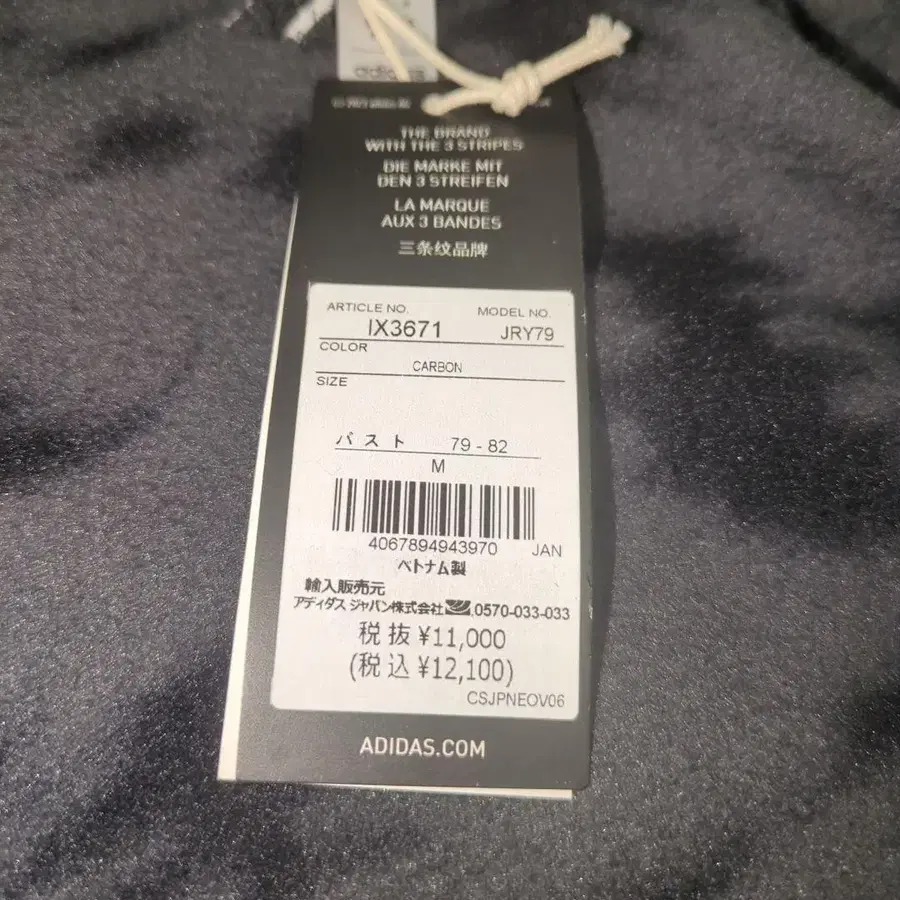 adidas
THE BRAND
WITH THE 3 STRIPES
DIE MARKE MIT
DEN 3 STREIFEN
LA MARQUE
AUX 3 BANDES
三条纹品牌
ARTICLE NO. MODEL NO.
IX3671 JRY79
COLOR
CARBON
SIZE
バスト 79 - 82
M
4067894943970 JAN
ベトナム製
輸入販売元
アディダス ジャパン株式会社 0570-033-033
税抜 ¥11,000
(税込 ¥12,100)
CSJPNEOV06
ADIDAS.COM